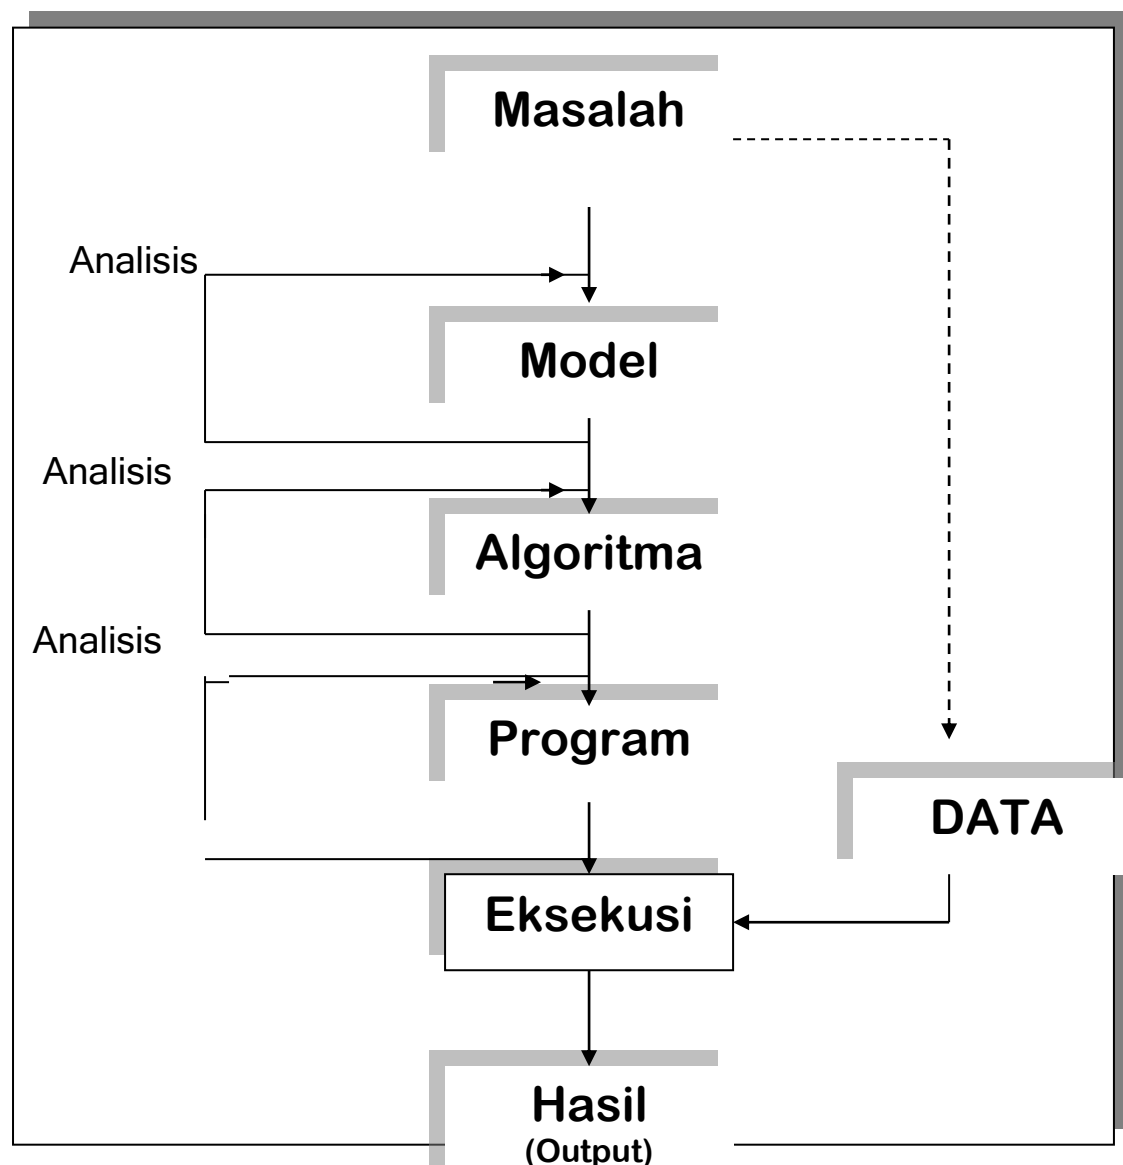 Masalah
Analisis
Model
Analisis
Algoritma
Analisis
Program
DATA
Eksekusi
Hasil
(Output)